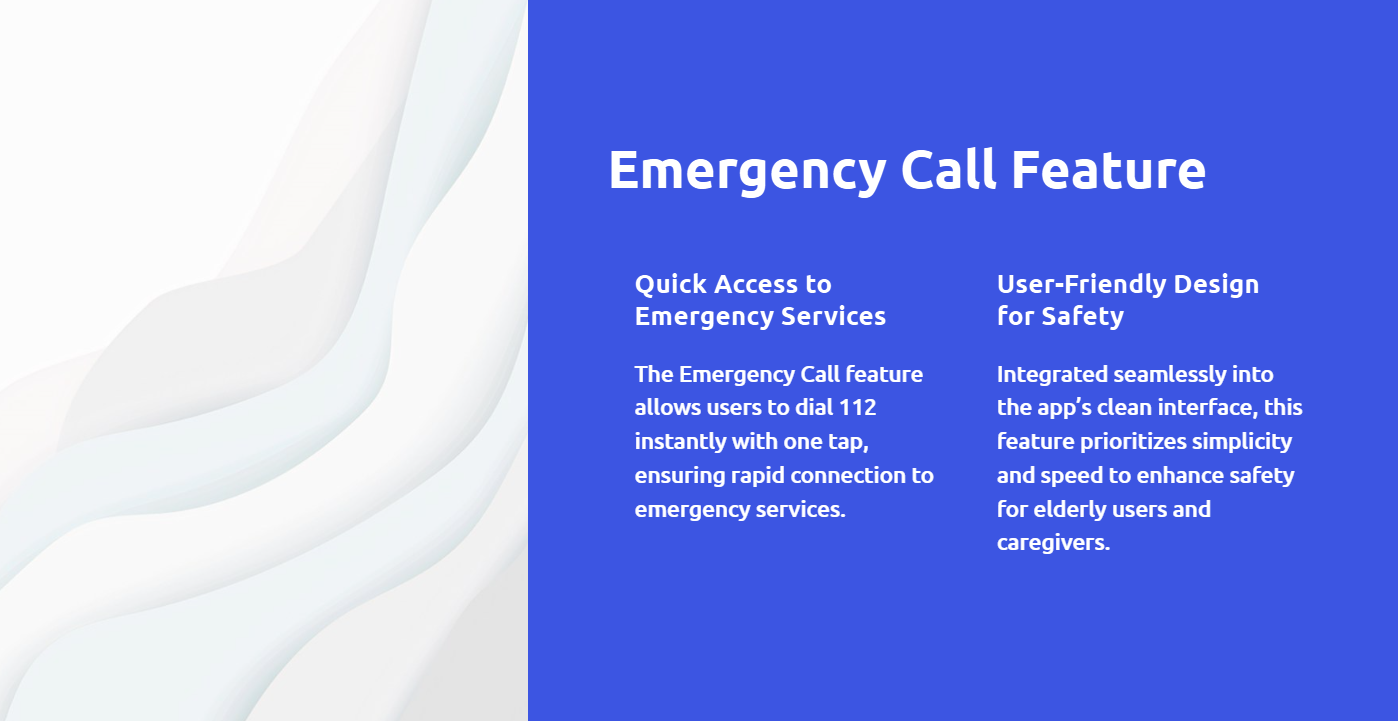 Emergency Call Feature
Quick Access to
Emergency Services
The Emergency Call feature
allows users to dial 112
instantly with one tap,
ensuring rapid connection to
emergency services.
User-Friendly Design
for Safety
Integrated seamlessly into
the app’s clean interface, this
feature prioritizes simplicity
and speed to enhance safety
for elderly users and
caregivers.